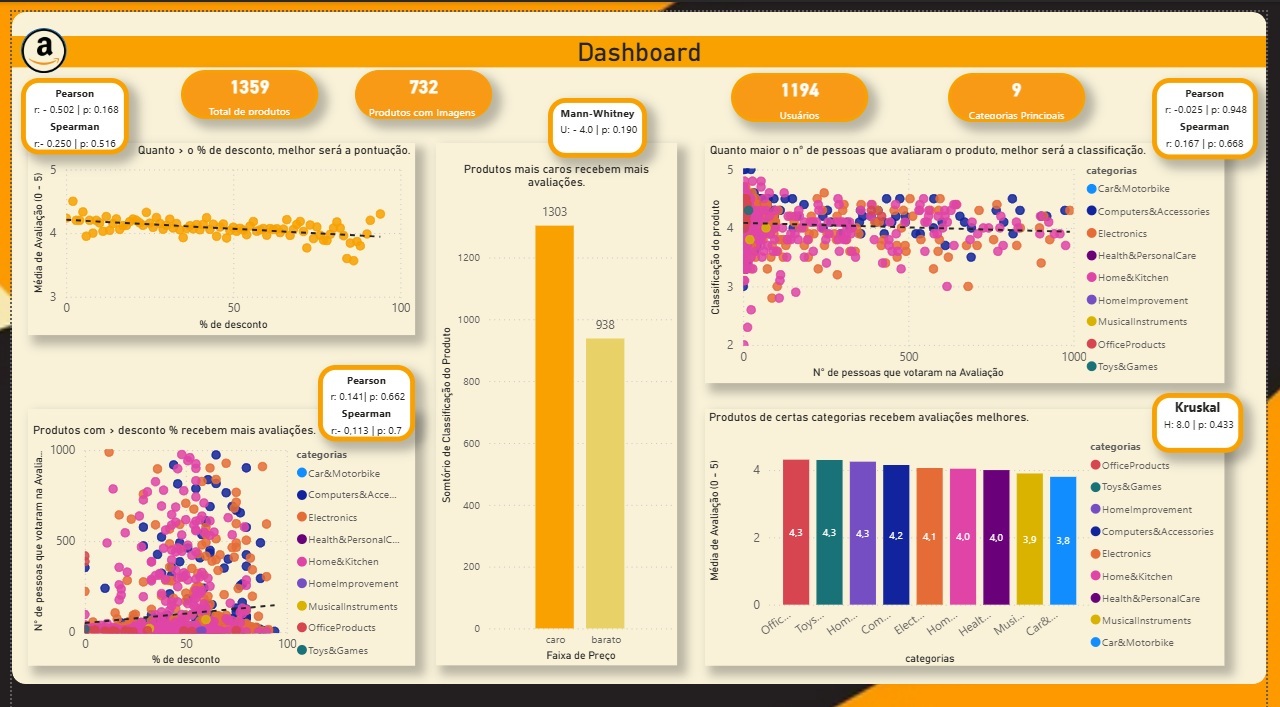 a
Dashboard
Pearson
r: - 0.502 | p: 0.168
Spearman
r:- 0.250 | p: 0.516
1359
Total de produtos
732
Produtos com Imagens
Mann-Whitney
U: - 4.0 | p: 0.190
1194
Usuários
9
Categorias Principais
Pearson
r: -0.025 | p: 0.948
Spearman
r: 0.167 | p: 0.668
Quanto > o % de desconto, melhor será a pontuação.
Média de Avaliação (0 - 5)
5
4
3
0
50
100
% de desconto
Produtos mais caros recebem mais
avaliações.
Somtório de Classificação do Produto
1303
938
1200
1000
800
600
400
200
0
caro
barato
Faixa de Preço
Quanto maior o n° de pessoas que avaliaram o produto, melhor será a classificação.
Classificação do produto
5
4
3
2
0
500
1000
N° de pessoas que votaram na Avaliação
categorias
Car&Motorbike
Computers&Accessories
Electronics
Health&PersonalCare
Home&Kitchen
HomeImprovement
MusicalInstruments
OfficeProducts
Toys&Games
Pearson
r: 0.141| p: 0.662
Spearman
r:- 0,113 | p: 0.7
Produtos com > desconto % recebem mais avaliações.
N° de pessoas que votaram na Avalia...
1000
500
0
0
50
100
% de desconto
categorias
Car&Motorbike
Computers&Acce...
Electronics
Health&PersonalC...
Home&Kitchen
HomeImprovement
MusicalInstruments
OfficeProducts
Toys&Games
Kruskal
H: 8.0 | p: 0.433
Produtos de certas categorias recebem avaliações melhores.
Média de Avaliação (0 - 5)
4
2
0
4,3
4,3
4,3
4,2
4,1
4,0
4,0
3,9
3,8
Offic...
Toys...
Hom...
Com...
Elect...
Hom...
Healt...
Musi...
Car&...
categorias
categorias
OfficeProducts
Toys&Games
HomeImprovement
Computers&Accessories
Electronics
Home&Kitchen
Health&PersonalCare
MusicalInstruments
Car&Motorbike